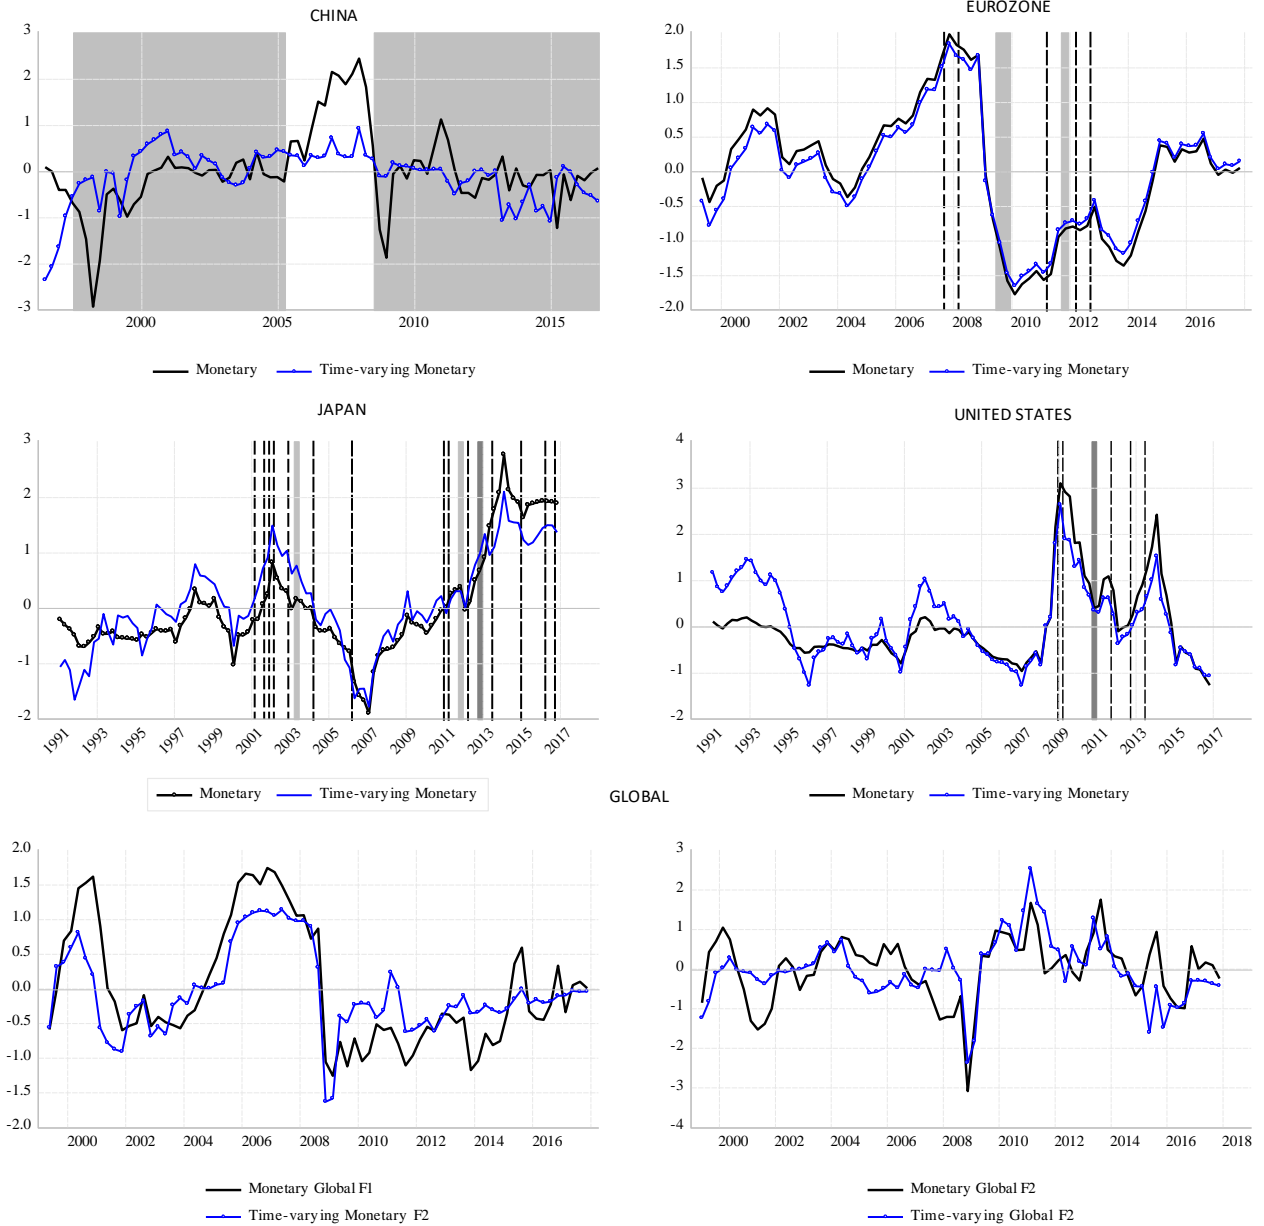 CHINA
3
2
1
0
-1
-2
-3
2000 2005 2010 2015
Monetary Time-varying Monetary
EUROZONE
2.0
1.5
1.0
0.5
0.0
-0.5
-1.0
-1.5
-2.0
2000 2002 2004 2006 2008 2010 2012 2014 2016
Monetary Time-varying Monetary
JAPAN
3
2
1
0
-1
-2
1991 1993 1995 1997 1999 2001 2003 2005 2007 2009 2011 2013 2015 2017
Monetary Time-varying Monetary
UNITED STATES
4
3
2
1
0
-1
-2
1991 1993 1995 1997 1999 2001 2003 2005 2007 2009 2011 2013 2015 2017
Monetary Time-varying Monetary
GLOBAL
2.0
1.5
1.0
0.5
0.0
-0.5
-1.0
-1.5
-2.0
2000 2002 2004 2006 2008 2010 2012 2014 2016
Monetary Global F1
Time-varying Monetary F2
3
2
1
0
-1
-2
-3
-4
2000 2002 2004 2006 2008 2010 2012 2014 2016 2018
Monetary Global F2
Time-varying Global F2